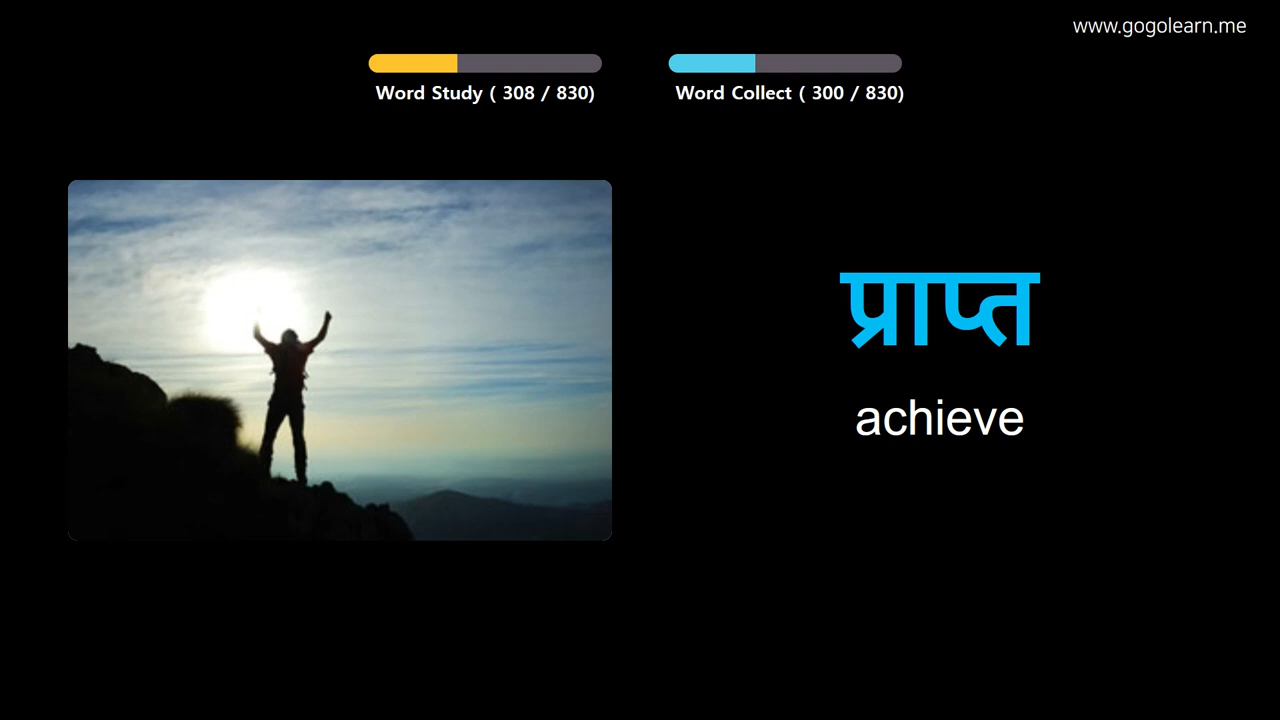 www.gogolearn.me
Word Study ( 308 / 830)
Word Collect ( 300 / 830)
प्राप्त
achieve